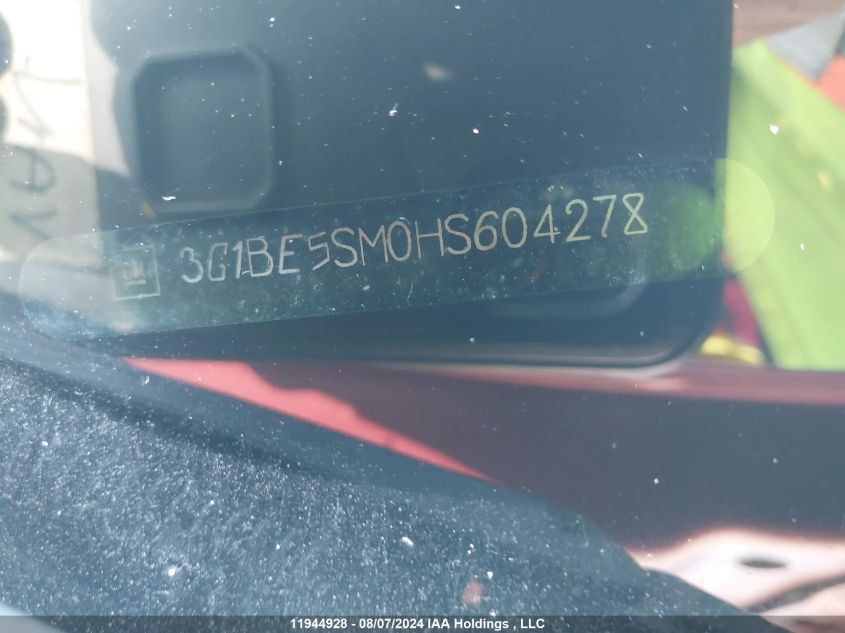 3G1BE5SM0HS604278
11944928 - 08/07/2024 IAA Holdings , LLC